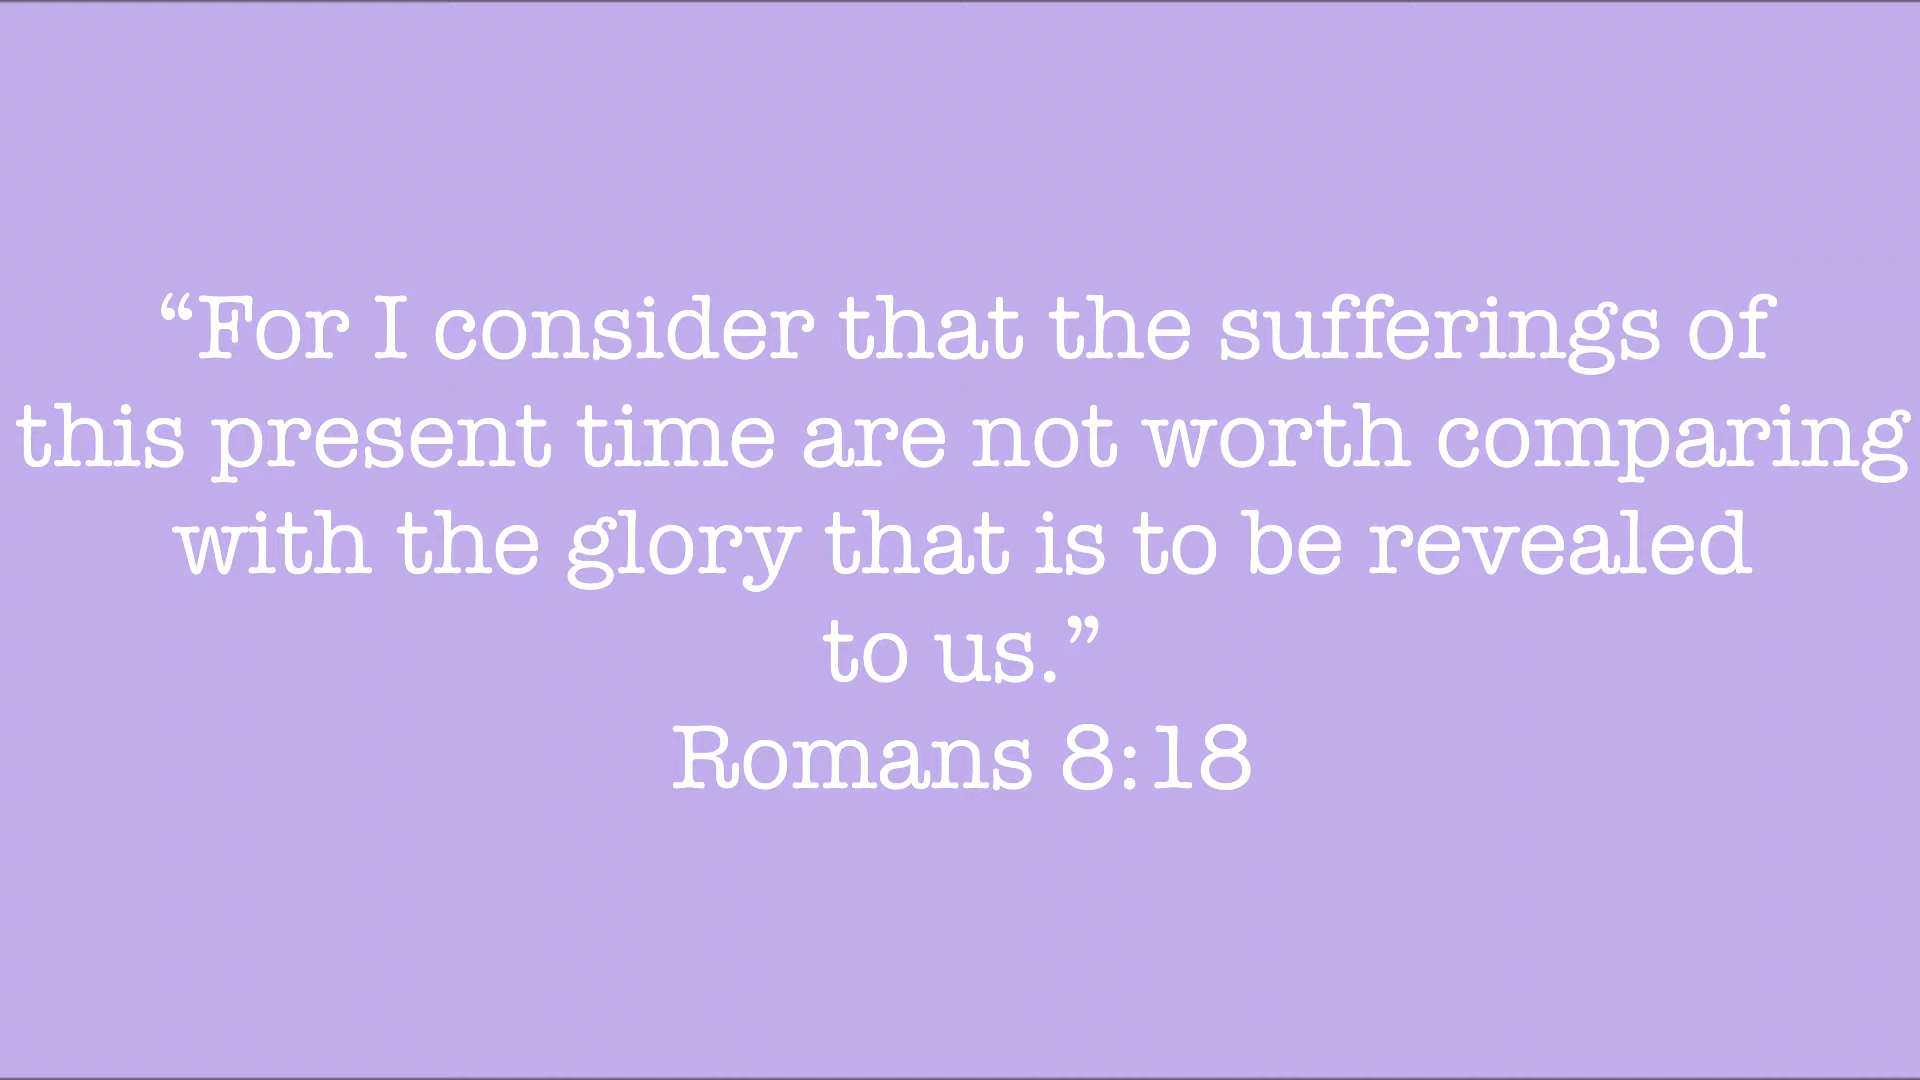 “For I consider that the sufferings of
this present time are not worth comparing
with the glory that is to be revealed
to us.”
Romans 8:18